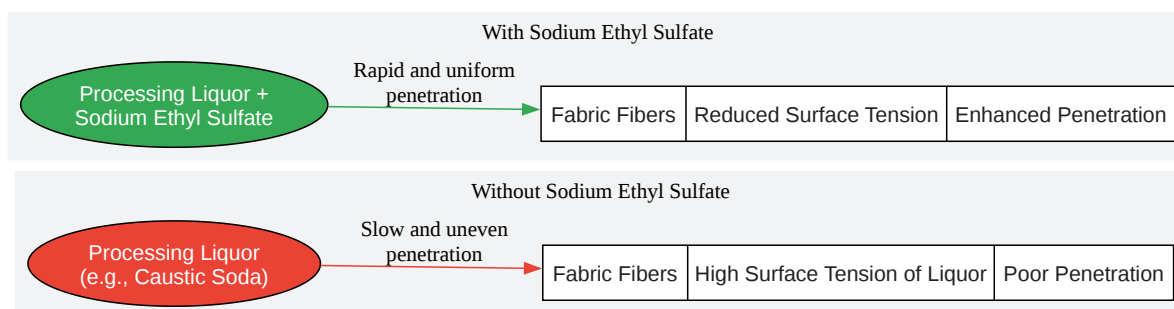 With Sodium Ethyl Sulfate
Processing Liquor +
Sodium Ethyl Sulfate
Rapid and uniform
penetration
Fabric Fibers
Reduced Surface Tension
Enhanced Penetration
Without Sodium Ethyl Sulfate
Processing Liquor
(e.g., Caustic Soda)
Slow and uneven
penetration
Fabric Fibers
High Surface Tension of Liquor
Poor Penetration